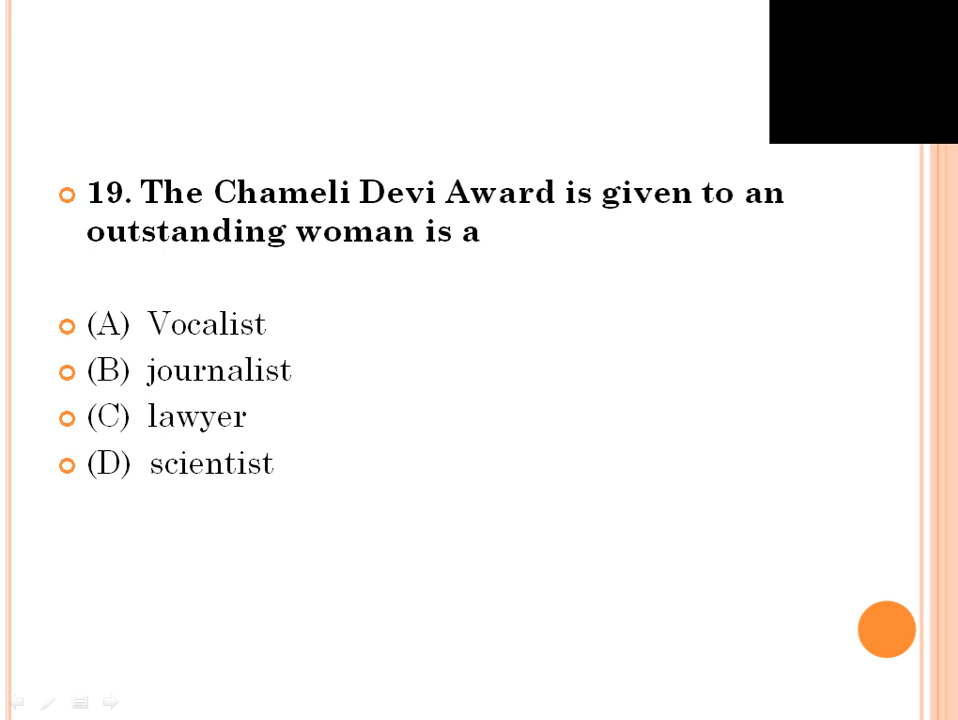 19. The Chameli Devi Award is given to an
outstanding woman is a
(A) Vocalist
(B) journalist
(C) lawyer
(D) scientist